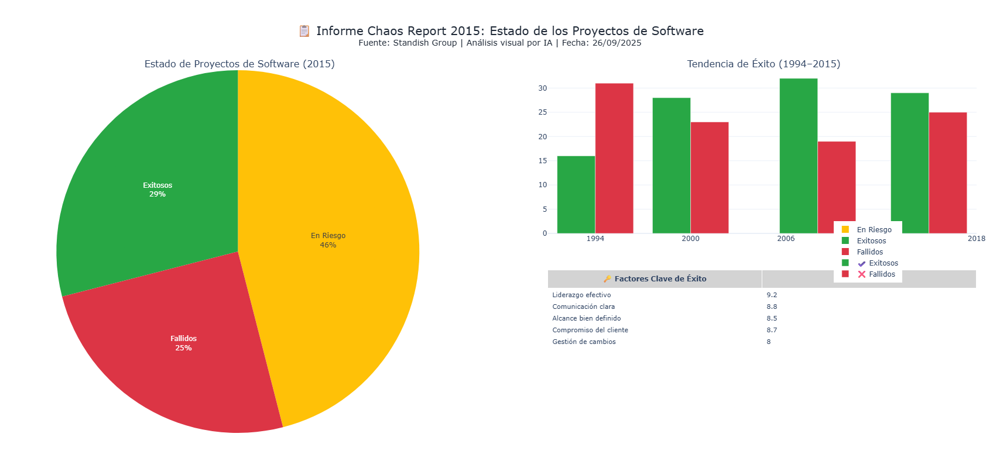 📋 Informe Chaos Report 2015: Estado de los Proyectos de Software
Fuente: Standish Group | Análisis visual por IA | Fecha: 26/09/2025
Estado de Proyectos de Software (2015)
Exitosos
29%
En Riesgo
46%
Fallidos
25%
Tendencia de Éxito (1994–2015)
30
25
20
15
10
5
0
1994
2000
2006
2018
En Riesgo
Exitosos
Fallidos
✔ Exitosos
❌ Fallidos
🔑 Factores Clave de Éxito
Liderazgo efectivo 9.2
Comunicación clara 8.8
Alcance bien definido 8.5
Compromiso del cliente 8.7
Gestión de cambios 8